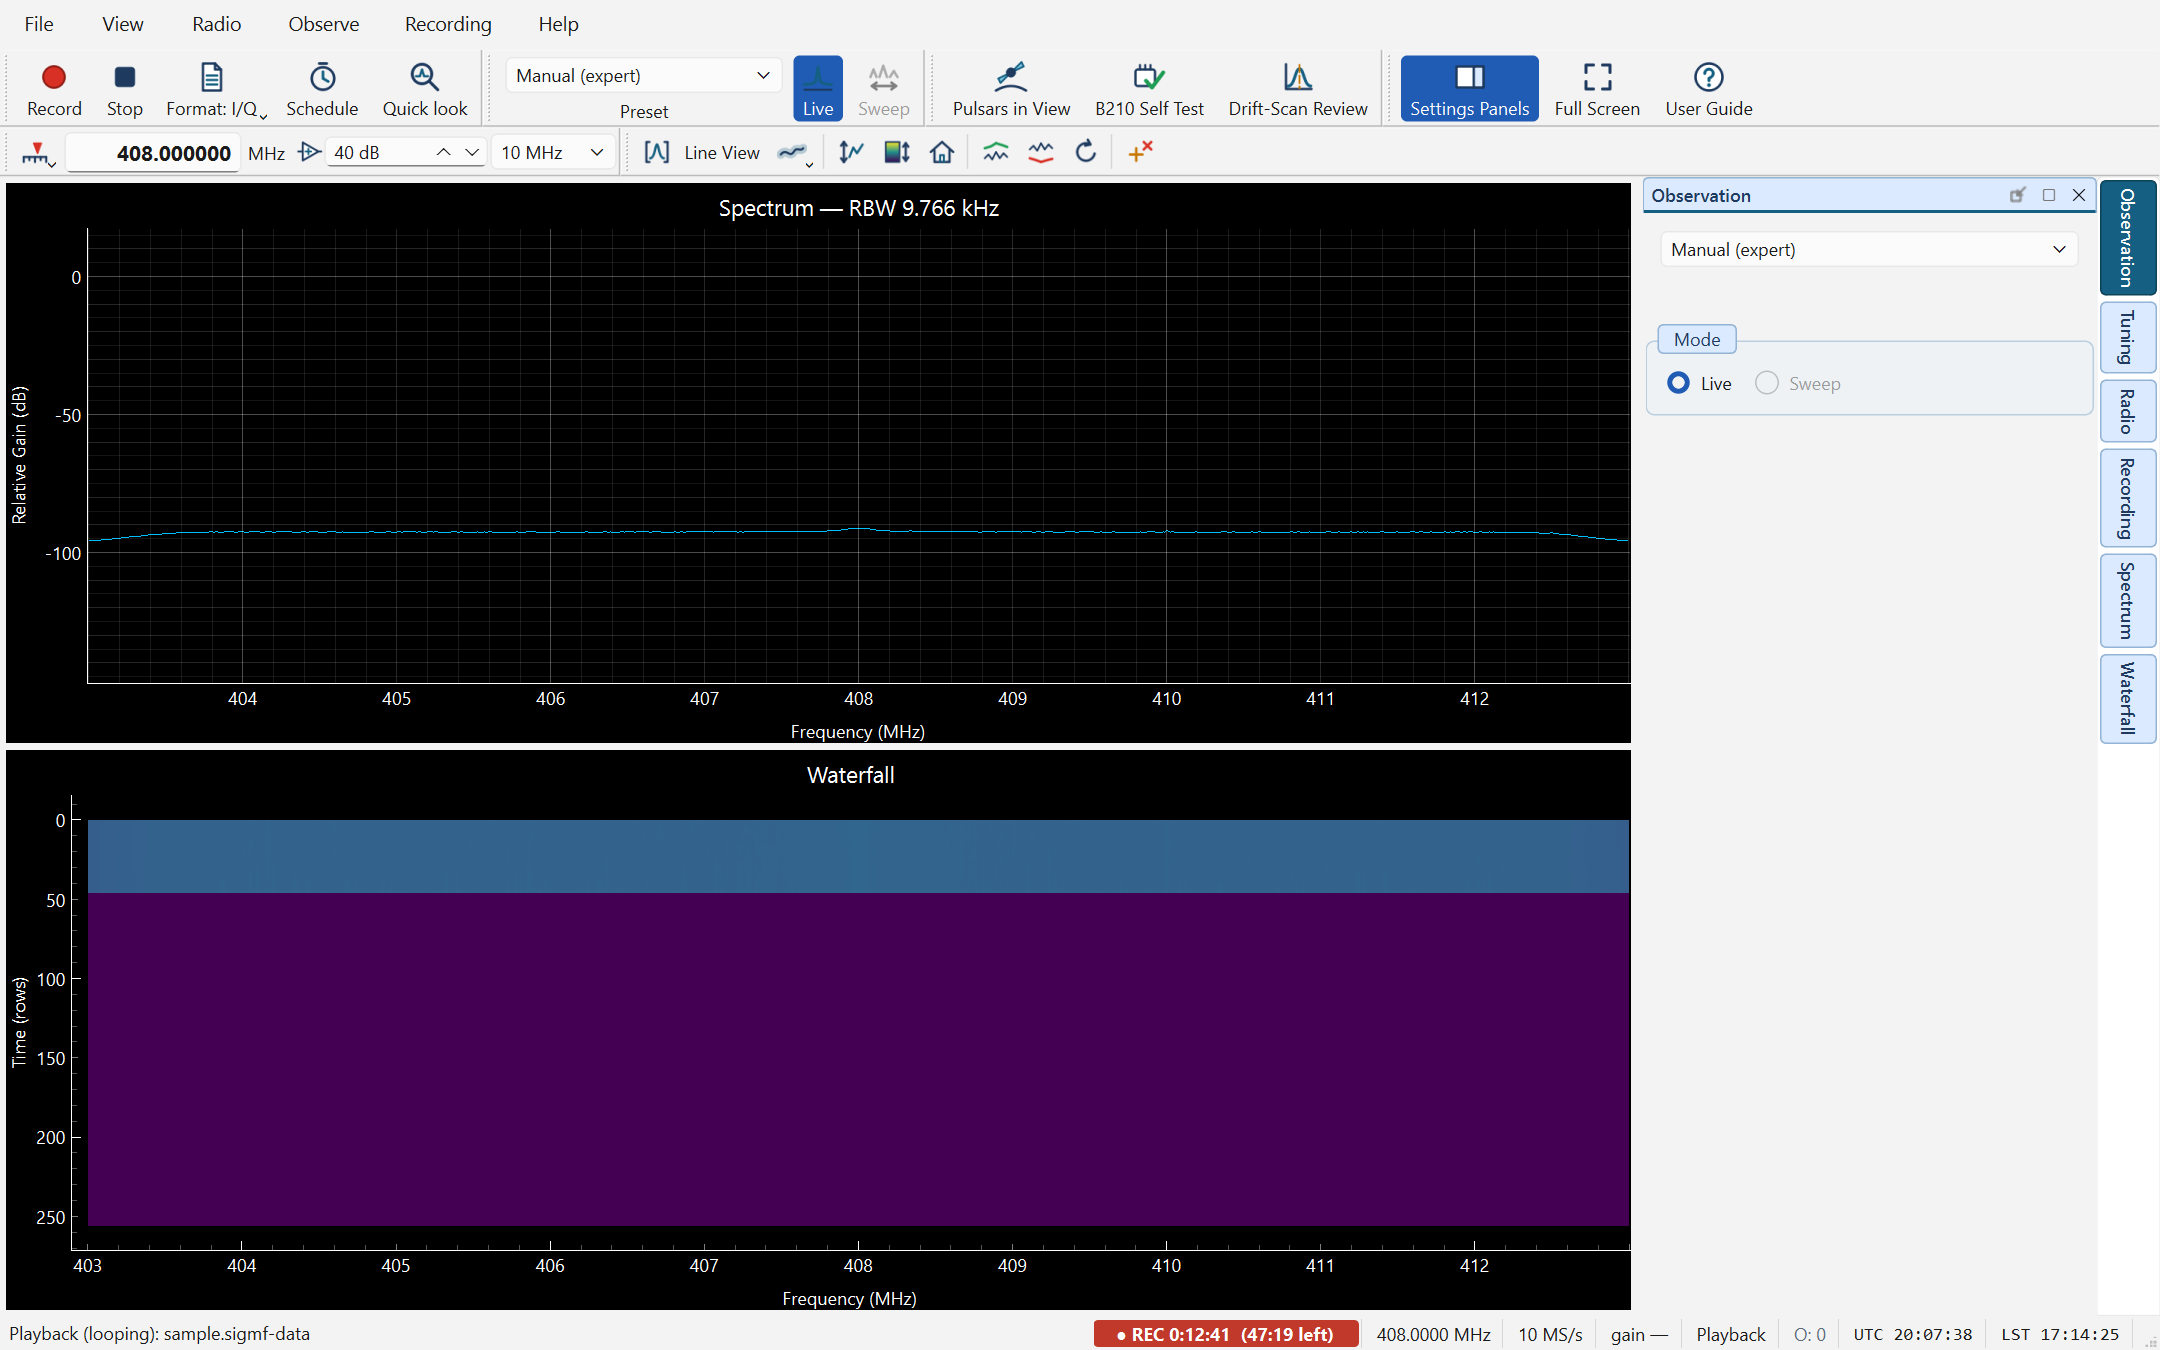 File View Radio Observe Recording Help
Record Stop Format: I/Q Schedule Quick look Manual (expert) Preset Live Sweep Pulsars in View B210 Self Test Drift-Scan Review Settings Panels Full Screen User Guide
408.000000 MHz 40 dB 10 MHz Line View
Spectrum — RBW 9.766 kHz
Relative Gain (dB)
0
-50
-100
404 405 406 407 408 409 410 411 412
Frequency (MHz)
Waterfall
Time (rows)
0
50
100
150
200
250
403 404 405 406 407 408 409 410 411 412
Frequency (MHz)
Observation
Manual (expert)
Mode
Live Sweep
Observation
Tuning
Radio
Recording
Spectrum
Waterfall
Playback (looping): sample.sigmf-data ● REC 0:12:41 (47:19 left) 408.0000 MHz 10 MS/s gain — Playback O: 0 UTC 20:07:38 LST 17:14:25